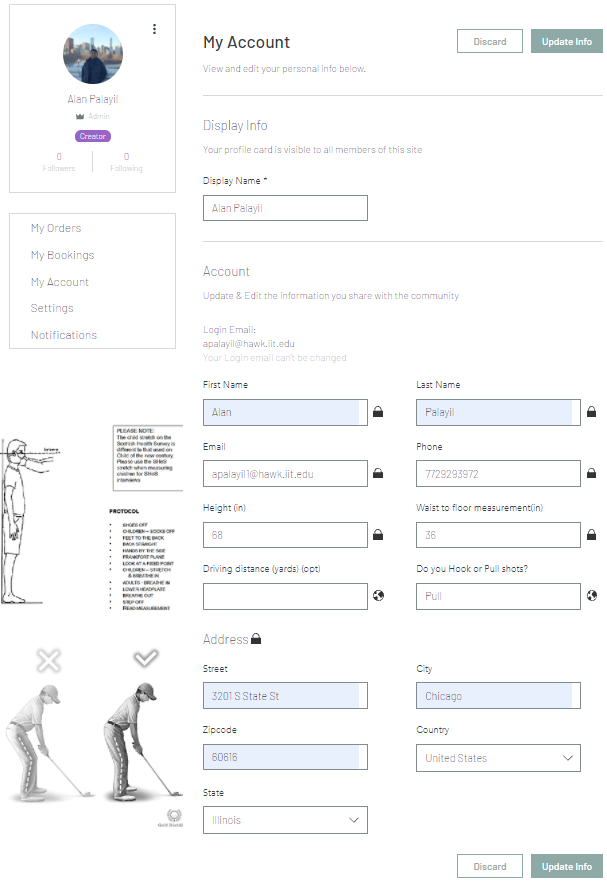 Alan Palayil
Admin
Creator
0
0
Followers
Following
My Orders
My Bookings
My Account
Settings
Notifications
My Account
Discard
Update Info
View and edit your personal info below.
Display Info
Your profile card is visible to all members of this site
Display Name *
Alan Palayil
Account
Update & Edit the information you share with the community
Login Email:
apalayil@hawk.iit.edu
Your Login email can't be changed
First Name
Last Name
Alan
Palayil
Email
Phone
apalayil1@hawk.iit.edu
7729293972
Height (in)
Waist to floor measurement(in)
68
36
Driving distance (yards) (opt)
Do you Hook or Pull shots?
Pull
Address
Street
City
3201 S State St
Chicago
Zipcode
Country
60616
United States
State
Illinois
Discard
Update Info
PLEASE NOTE:
The child stretch on the
Scottish Health Survey is
different to that used on
Child of the new century.
Please use the SHeS
stretch when measuring
children for SHeS
interviews
PROTOCOL
• SHOES OFF
• CHILDREN – SOCKS OFF
• FEET TO THE BACK
• BACK STRAIGHT
• HANDS BY THE SIDE
• FRANKFORT PLANE
• LOOK AT A FIXED POINT
• CHILDREN – STRETCH
& BREATHE IN
• ADULTS - BREATHE IN
• LOWER HEADPLATE
• BREATHE OUT
• STEP OFF
• READ MEASUREMENT